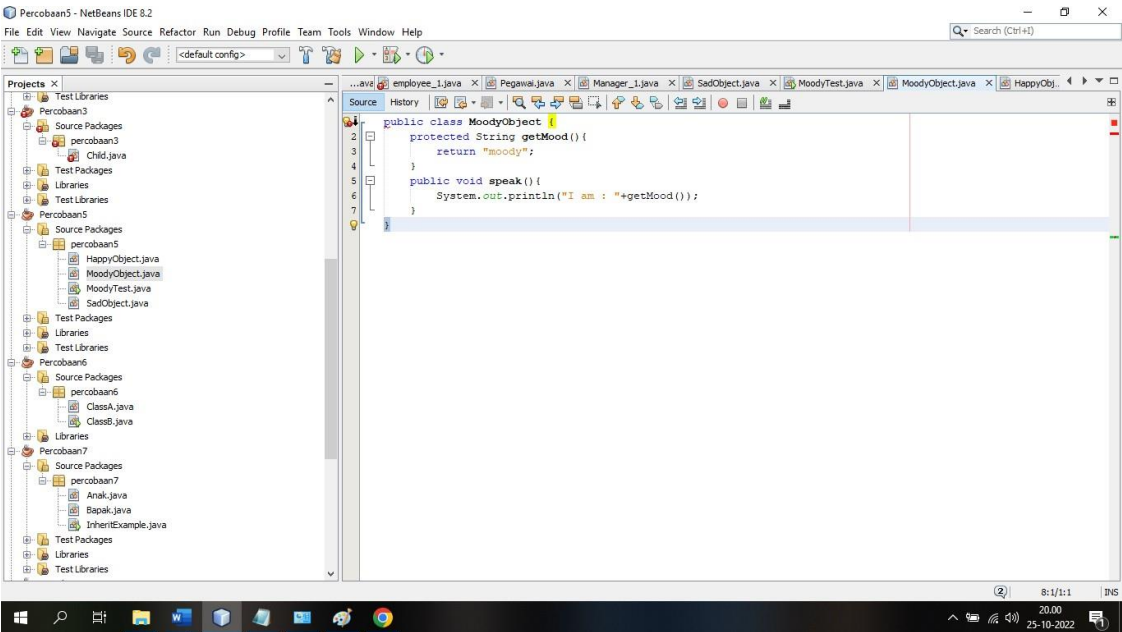 Percobaan5 - NetBeans IDE 8.2
File Edit View Navigate Source Refactor Run Debug Profile Team Tools Window Help
Search (Ctrl+I)
<default config>
Projects
...ava employee_1.java Pegawai.java Manager_1.java SadObject.java MoodyTest.java MoodyObject.java HappyObj..
Source History
Test Libraries
Percobaan3
Source Packages
percobaan3
Child.java
Test Packages
Libraries
Test Libraries
Percobaan5
Source Packages
percobaan5
HappyObject.java
MoodyObject.java
MoodyTest.java
SadObject.java
Test Packages
Libraries
Test Libraries
Percobaan6
Source Packages
percobaan6
ClassA.java
ClassB.java
Libraries
Percobaan7
Source Packages
percobaan7
Anak.java
Bapak.java
InheritExample.java
Test Packages
Libraries
Test Libraries
public class MoodyObject {
2 protected String getMood(){
3 return "moody";
4 }
5 public void speak(){
6 System.out.println("I am : "+getMood());
7 }
}
2 8:1/1:1 INS
20.00
25-10-2022